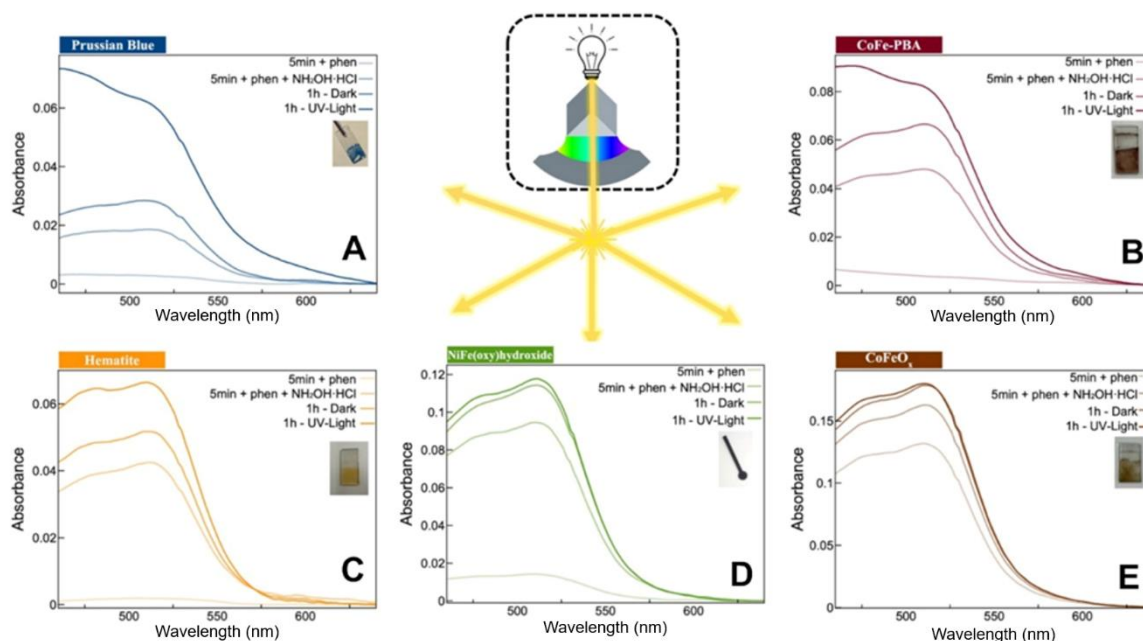 Prussian Blue
5min + phen
5min + phen + NH₂OH·HCl
1h - Dark
1h - UV-Light
0.06
0.04
0.02
0
Absorbance
500
550
600
Wavelength (nm)
A
CoFe-PBA
5min + phen
5min + phen + NH₂OH·HCl
1h - Dark
1h - UV-Light
0.08
0.06
0.04
0.02
0
Absorbance
500
550
600
Wavelength (nm)
B
Hematite
5min + phen
5min + phen + NH₂OH·HCl
1h - Dark
1h - UV-Light
0.06
0.04
0.02
0
Absorbance
500
550
600
Wavelength (nm)
C
NiFe(oxy)hydroxide
5min + phen
5min + phen + NH₂OH·HCl
1h - Dark
1h - UV-Light
0.12
0.1
0.08
0.06
0.04
0.02
0
Absorbance
500
550
600
Wavelength (nm)
D
CoFeOₓ
5min + phen
5min + phen + NH₂OH·HCl
1h - Dark
1h - UV-Light
0.15
0.1
0.05
0
Absorbance
500
550
600
Wavelength (nm)
E